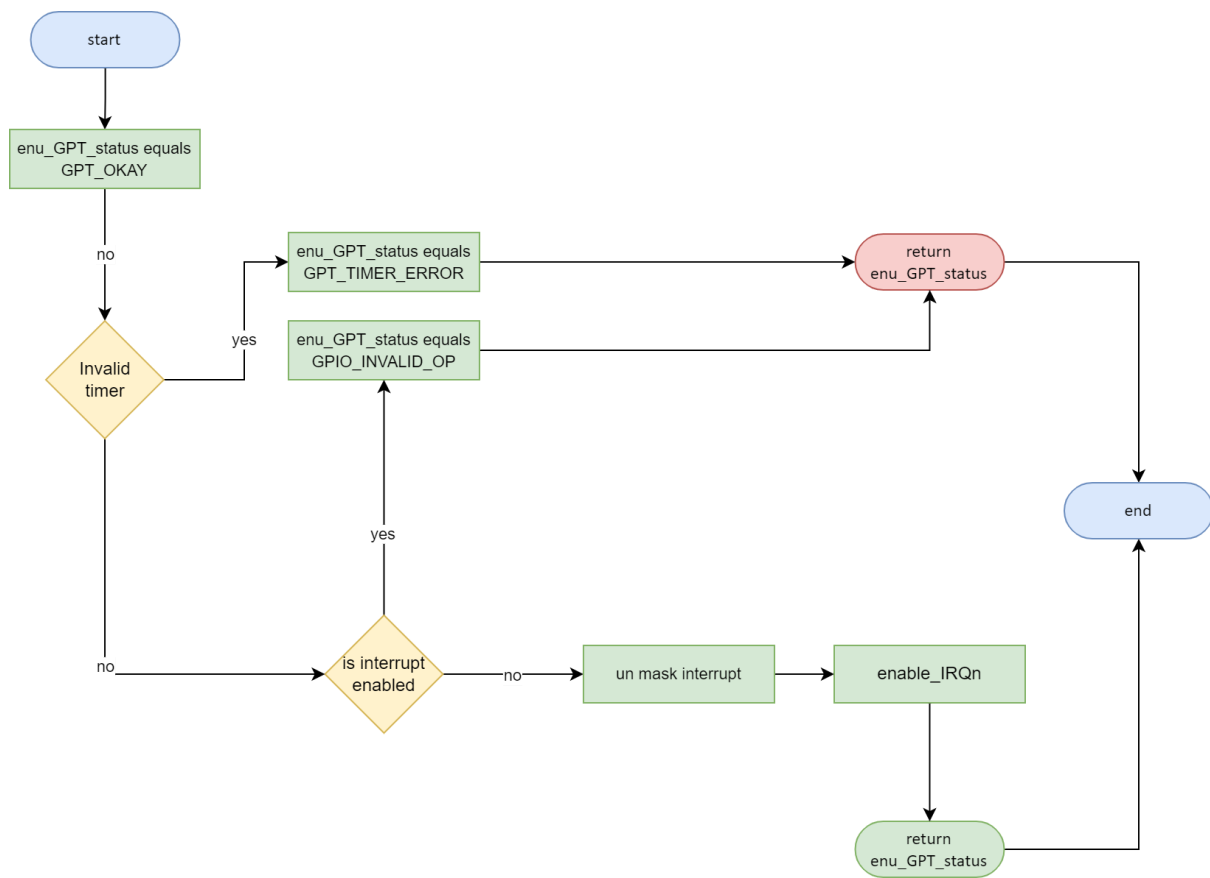 start
enu_GPT_status equals
GPT_OKAY
no
enu_GPT_status equals
GPT_TIMER_ERROR
return
enu_GPT_status
yes
enu_GPT_status equals
GPIO_INVALID_OP
Invalid
timer
end
yes
no
is interrupt
enabled
no
un mask interrupt
enable_IRQn
return
enu_GPT_status